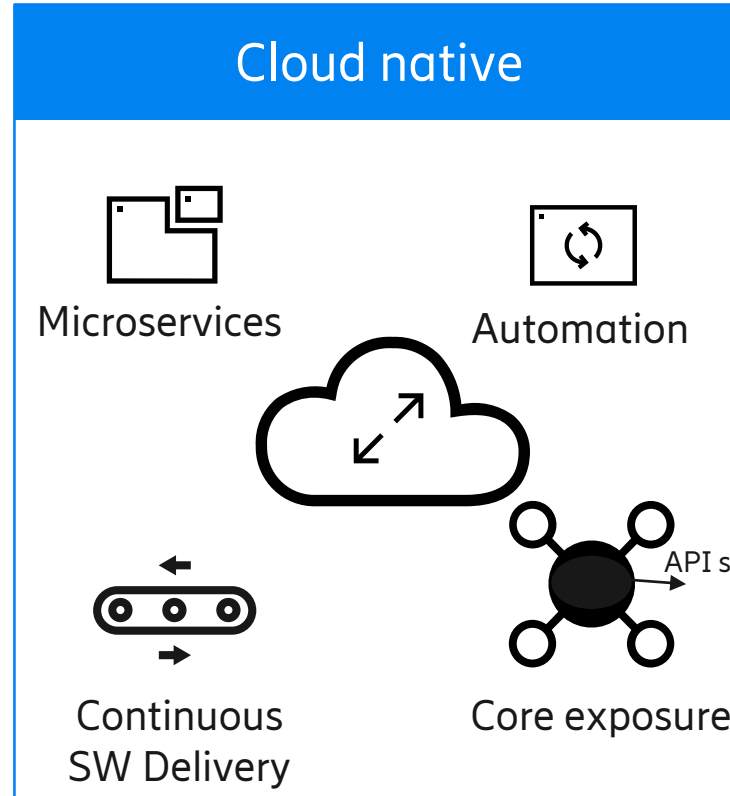 Cloud native
Microservices
Automation
API s
Continuous
SW Delivery
Core exposure